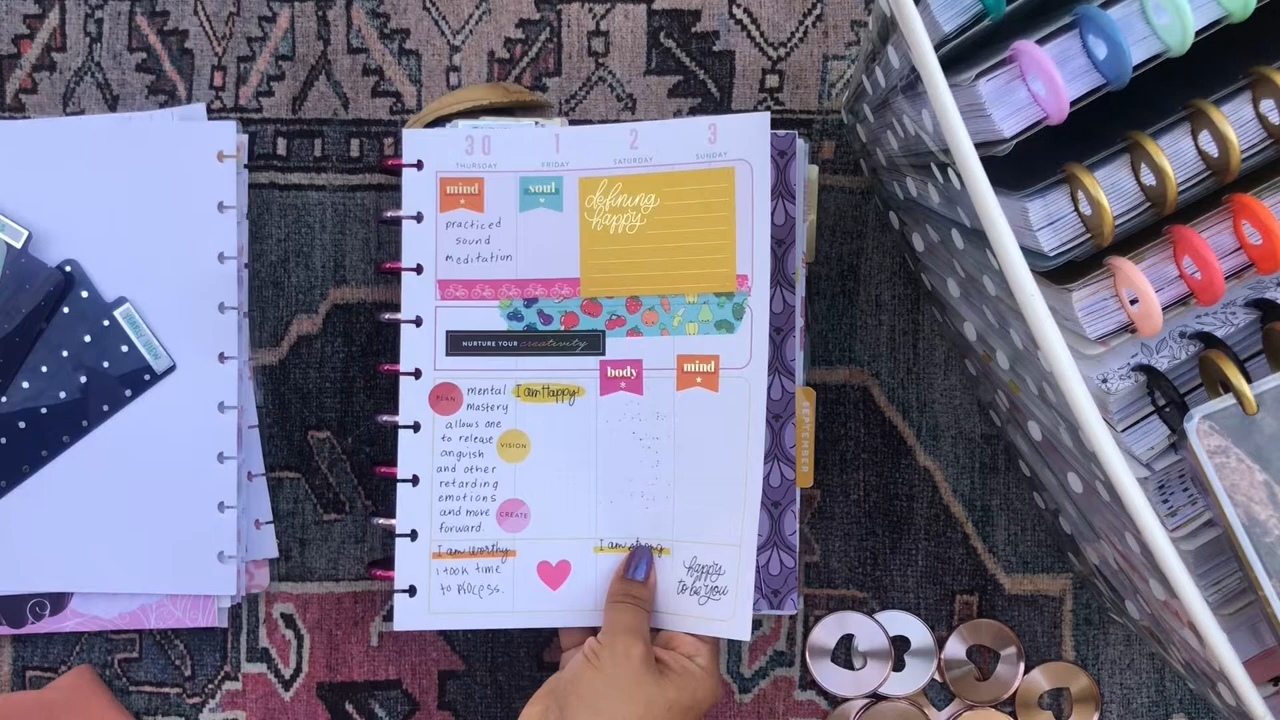 30 1 2 3
THURSDAY FRIDAY SATURDAY SUNDAY
mind soul
defining
happy
practiced
sound
meditation
NURTURE YOUR creativity
body mind
PLAN
mental
mastery
allows one
to release
anguish
and other
retarding
emotions
and move
forward.
I am Happy!
VISION
CREATE
I am worthy
I took time
to process.
I am strong
happy
to be you
SEPTEMBER
YEARLY VIEW